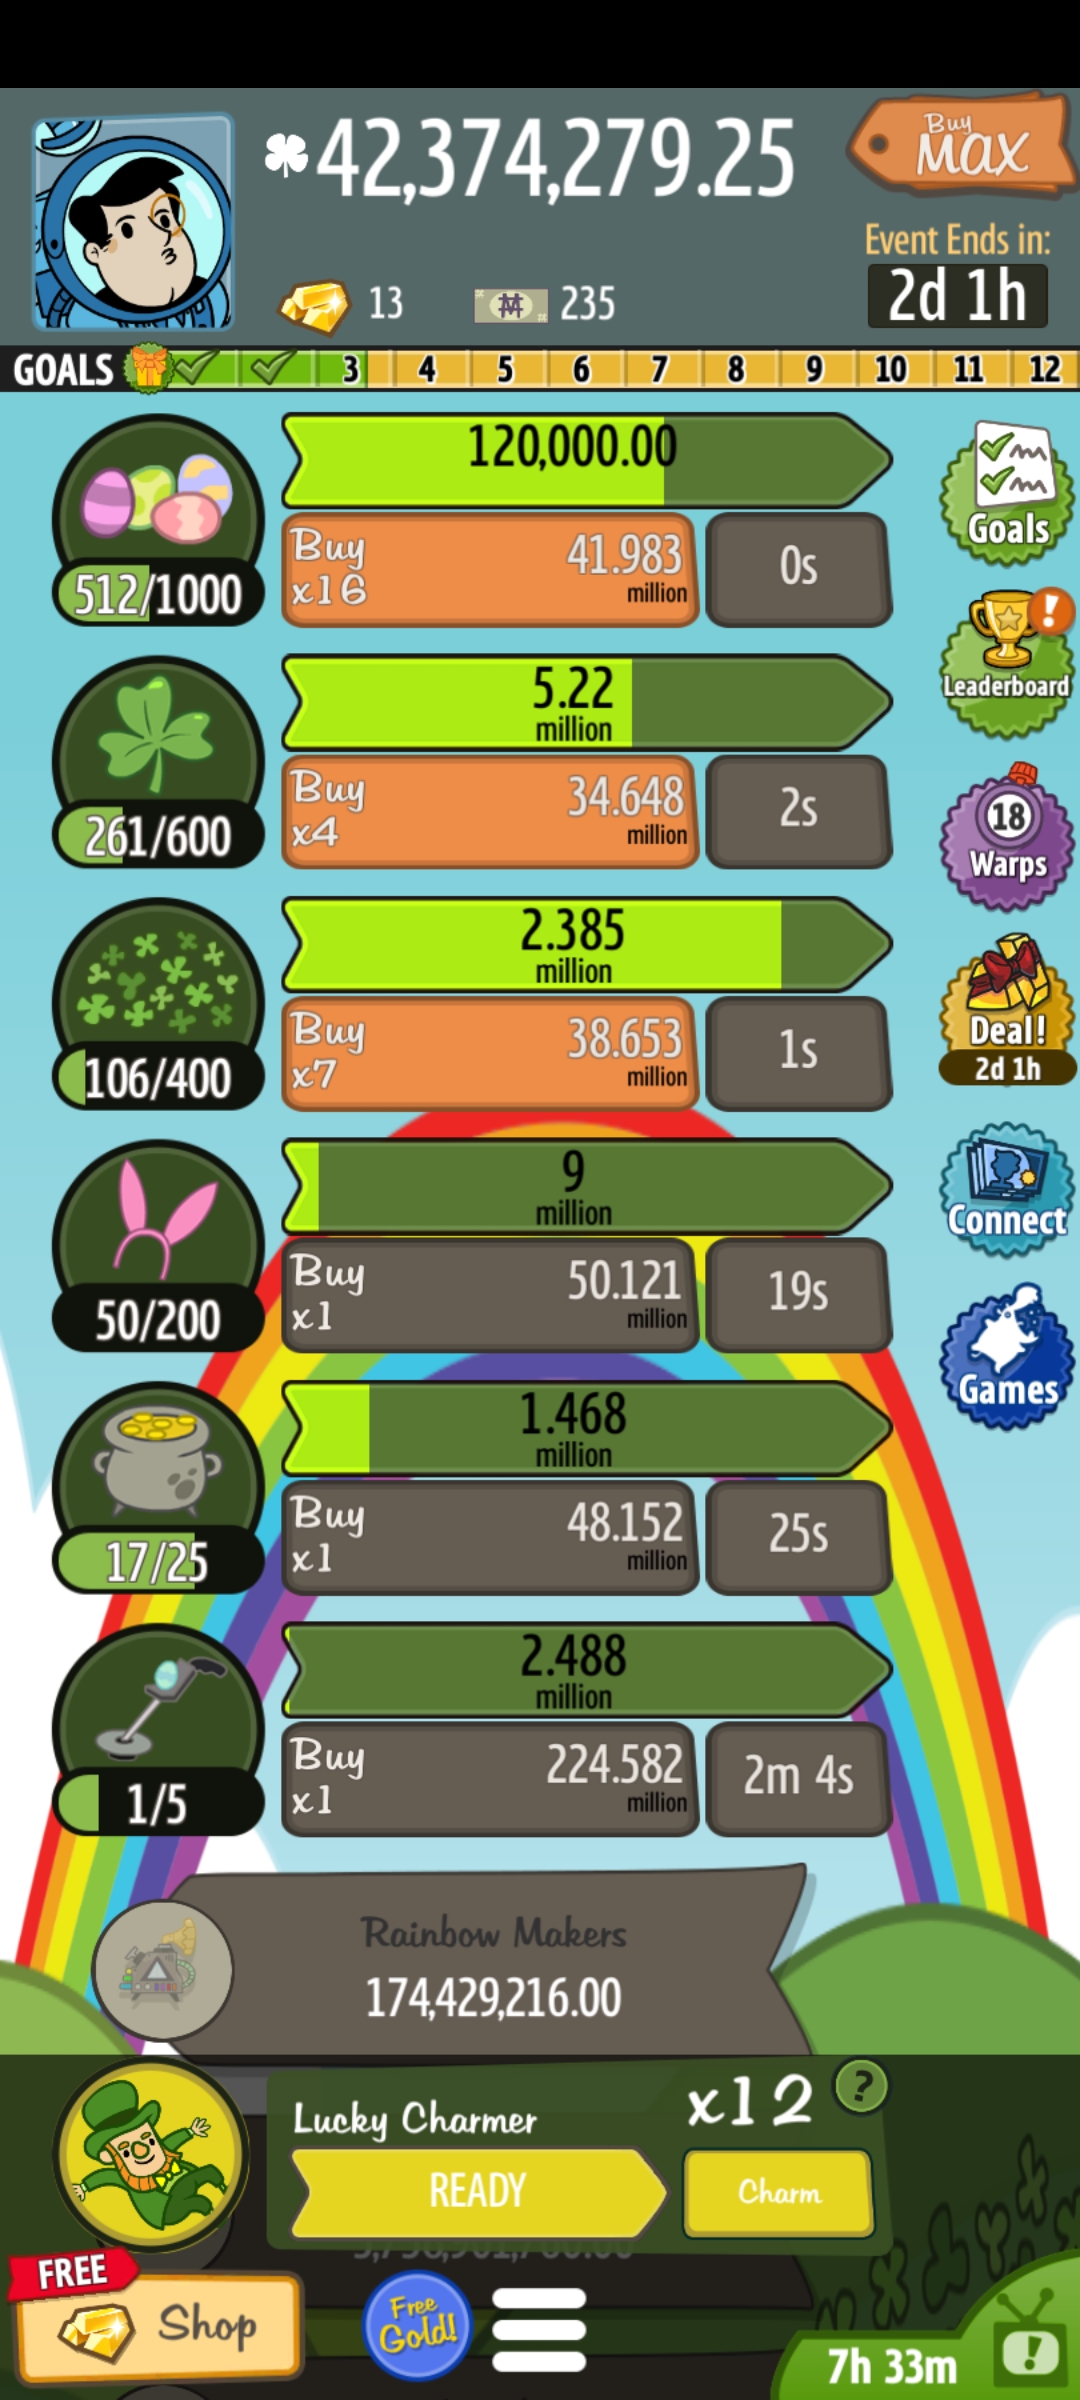 42,374,279.25
Buy
MAX
Event Ends in:
2d 1h
13
235
GOALS
3 4 5 6 7 8 9 10 11 12
120,000.00
Buy
x16
41.983
million
0s
512/1000
Goals
Leaderboard
5.22
million
Buy
x4
34.648
million
2s
261/600
18
Warps
2.385
million
Buy
x7
38.653
million
1s
106/400
Deal!
2d 1h
9
million
Buy
x1
50.121
million
19s
50/200
Connect
Games
1.468
million
Buy
x1
48.152
million
25s
17/25
2.488
million
Buy
x1
224.582
million
2m 4s
1/5
Rainbow Makers
174,429,216.00
Lucky Charmer
x12
?
READY
Charm
FREE
Shop
Free
Gold!
7h 33m